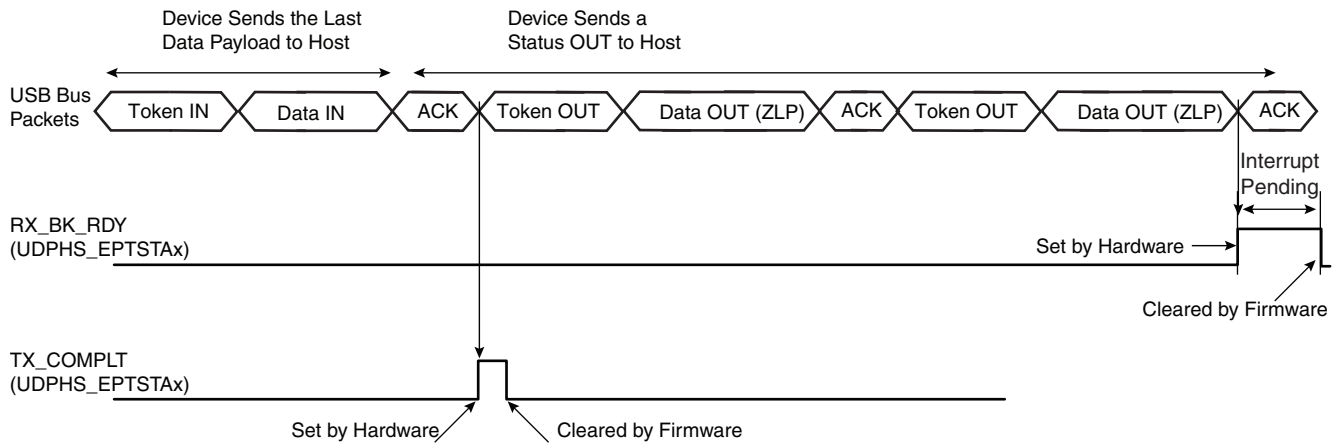 Device Sends the Last
Data Payload to Host
Device Sends a
Status OUT to Host
USB Bus
Packets
Token IN
Data IN
ACK
Token OUT
Data OUT (ZLP)
ACK
Token OUT
Data OUT (ZLP)
ACK
Interrupt
Pending
RX_BK_RDY
(UDPHS_EPTSTAx)
Set by Hardware
Cleared by Firmware
TX_COMPLT
(UDPHS_EPTSTAx)
Set by Hardware
Cleared by Firmware